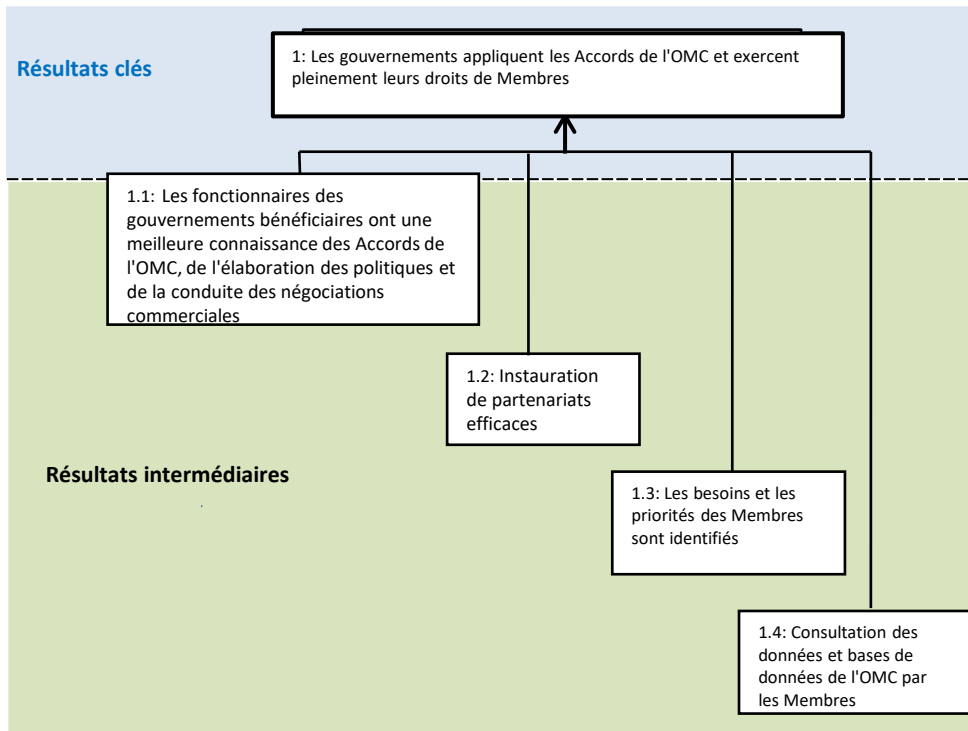 Résultats clés
1: Les gouvernements appliquent les Accords de l'OMC et exercent
pleinement leurs droits de Membres
1.1: Les fonctionnaires des
gouvernements bénéficiaires ont une
meilleure connaissance des Accords de
l'OMC, de l'élaboration des politiques et
de la conduite des négociations
commerciales
1.2: Instauration
de partenariats
efficaces
Résultats intermédiaires
1.3: Les besoins et les
priorités des Membres
sont identifiés
1.4: Consultation des
données et bases de
données de l'OMC par
les Membres